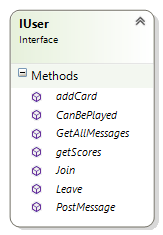 IUser
Interface
Methods
addCard
CanBePlayed
GetAllMessages
getScores
Join
Leave
PostMessage